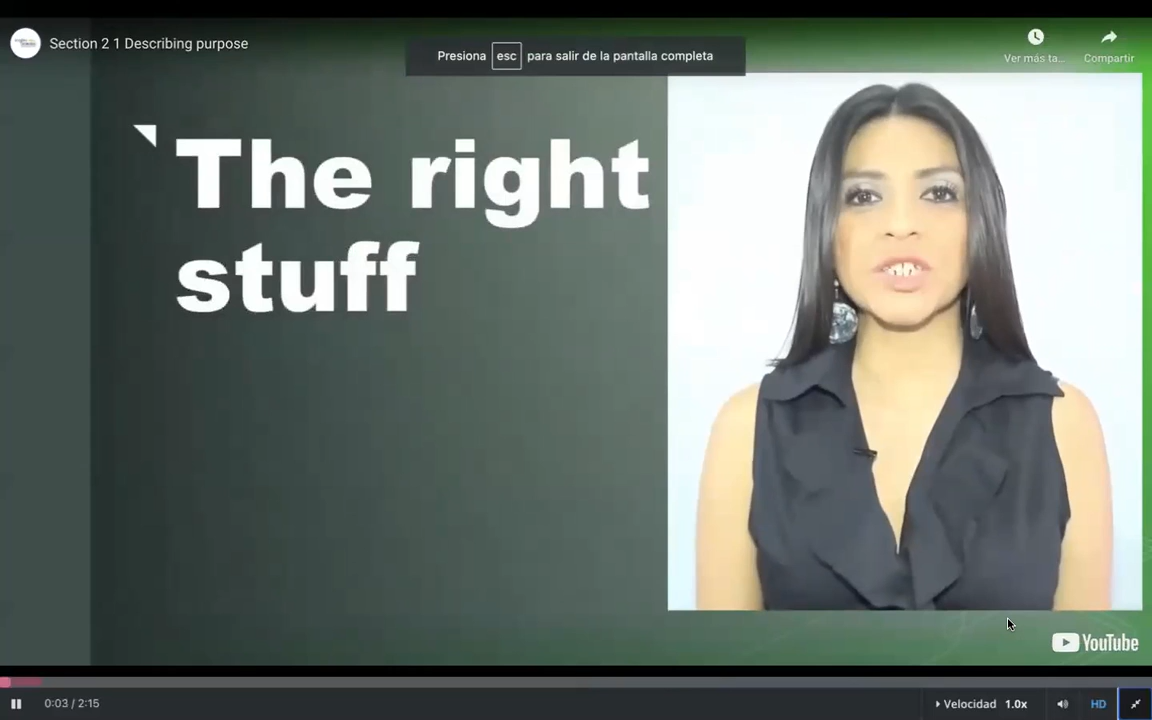 Section 2 1 Describing purpose
Presiona esc para salir de la pantalla completa
Ver más ta...
Compartir
The right
stuff
YouTube
0:03 / 2:15
Velocidad 1.0x
HD